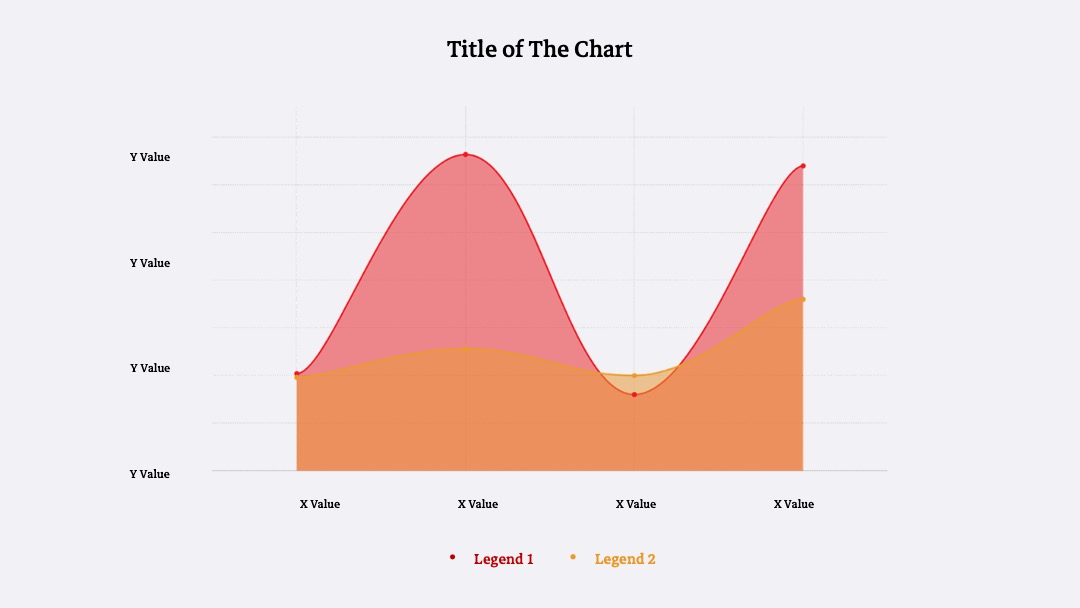 Title of The Chart
Y Value
Y Value
Y Value
Y Value
X Value X Value X Value X Value
Legend 1 Legend 2